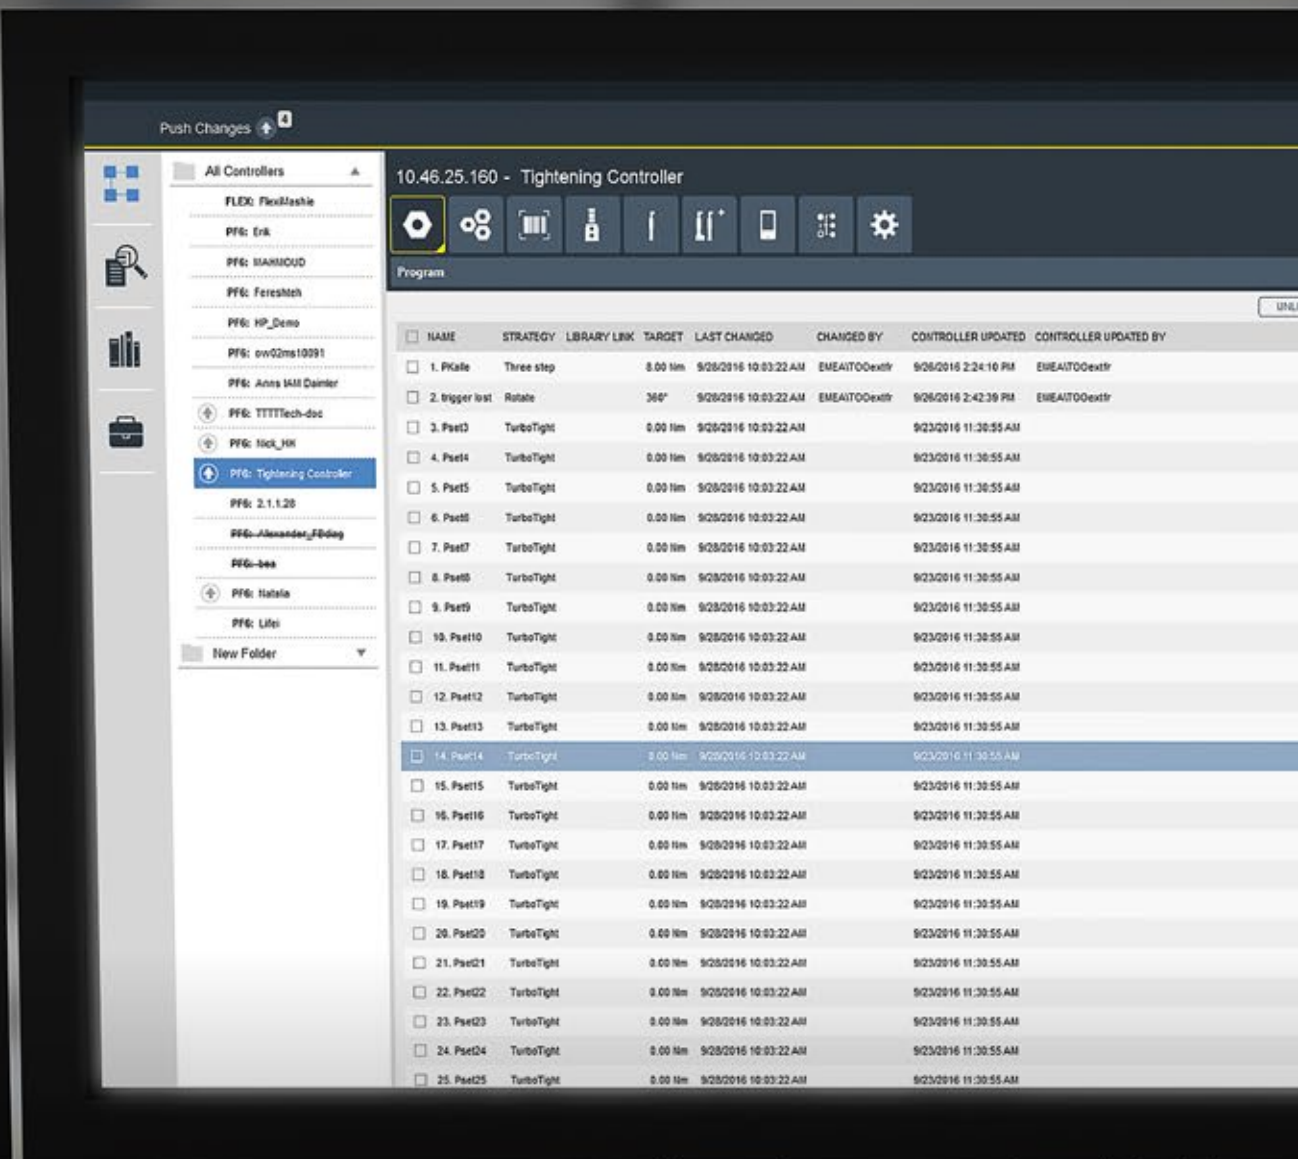 Push Changes 4
All Controllers
FLEX: FlexiMashie
PF6: Erik
PF6: MAHMOUD
PF6: Fereshteh
PF6: HP_Demo
PF6: ow02ms10091
PF6: Anns IAM Daimler
PF6: TTTTTech-doc
PF6: Nick_HH
PF6: Tightening Controller
PF6: 2.1.1.28
PF6: Alexander_FBdiag
PF6: bea
PF6: Natalia
PF6: Lifei
New Folder
10.46.25.160 - Tightening Controller
Program
NAME STRATEGY LIBRARY LINK TARGET LAST CHANGED CHANGED BY CONTROLLER UPDATED CONTROLLER UPDATED BY
1. PKalle Three step 8.00 Nm 9/28/2016 10:03:22 AM EMEA\TOOextfr 9/26/2016 2:24:10 PM EMEA\TOOextfr
2. trigger lost Rotate 360° 9/28/2016 10:03:22 AM EMEA\TOOextfr 9/26/2016 2:42:39 PM EMEA\TOOextfr
3. Pset3 TurboTight 0.00 Nm 9/28/2016 10:03:22 AM 9/23/2016 11:30:55 AM
4. Pset4 TurboTight 0.00 Nm 9/28/2016 10:03:22 AM 9/23/2016 11:30:55 AM
5. Pset5 TurboTight 0.00 Nm 9/28/2016 10:03:22 AM 9/23/2016 11:30:55 AM
6. Pset6 TurboTight 0.00 Nm 9/28/2016 10:03:22 AM 9/23/2016 11:30:55 AM
7. Pset7 TurboTight 0.00 Nm 9/28/2016 10:03:22 AM 9/23/2016 11:30:55 AM
8. Pset8 TurboTight 0.00 Nm 9/28/2016 10:03:22 AM 9/23/2016 11:30:55 AM
9. Pset9 TurboTight 0.00 Nm 9/28/2016 10:03:22 AM 9/23/2016 11:30:55 AM
10. Pset10 TurboTight 0.00 Nm 9/28/2016 10:03:22 AM 9/23/2016 11:30:55 AM
11. Pset11 TurboTight 0.00 Nm 9/28/2016 10:03:22 AM 9/23/2016 11:30:55 AM
12. Pset12 TurboTight 0.00 Nm 9/28/2016 10:03:22 AM 9/23/2016 11:30:55 AM
13. Pset13 TurboTight 0.00 Nm 9/28/2016 10:03:22 AM 9/23/2016 11:30:55 AM
14. Pset14 TurboTight 0.00 Nm 9/28/2016 10:03:22 AM 9/23/2016 11:30:55 AM
15. Pset15 TurboTight 0.00 Nm 9/28/2016 10:03:22 AM 9/23/2016 11:30:55 AM
16. Pset16 TurboTight 0.00 Nm 9/28/2016 10:03:22 AM 9/23/2016 11:30:55 AM
17. Pset17 TurboTight 0.00 Nm 9/28/2016 10:03:22 AM 9/23/2016 11:30:55 AM
18. Pset18 TurboTight 0.00 Nm 9/28/2016 10:03:22 AM 9/23/2016 11:30:55 AM
19. Pset19 TurboTight 0.00 Nm 9/28/2016 10:03:22 AM 9/23/2016 11:30:55 AM
20. Pset20 TurboTight 0.00 Nm 9/28/2016 10:03:22 AM 9/23/2016 11:30:55 AM
21. Pset21 TurboTight 0.00 Nm 9/28/2016 10:03:22 AM 9/23/2016 11:30:55 AM
22. Pset22 TurboTight 0.00 Nm 9/28/2016 10:03:22 AM 9/23/2016 11:30:55 AM
23. Pset23 TurboTight 0.00 Nm 9/28/2016 10:03:22 AM 9/23/2016 11:30:55 AM
24. Pset24 TurboTight 0.00 Nm 9/28/2016 10:03:22 AM 9/23/2016 11:30:55 AM
25. Pset25 TurboTight 0.00 Nm 9/28/2016 10:03:22 AM 9/23/2016 11:30:55 AM